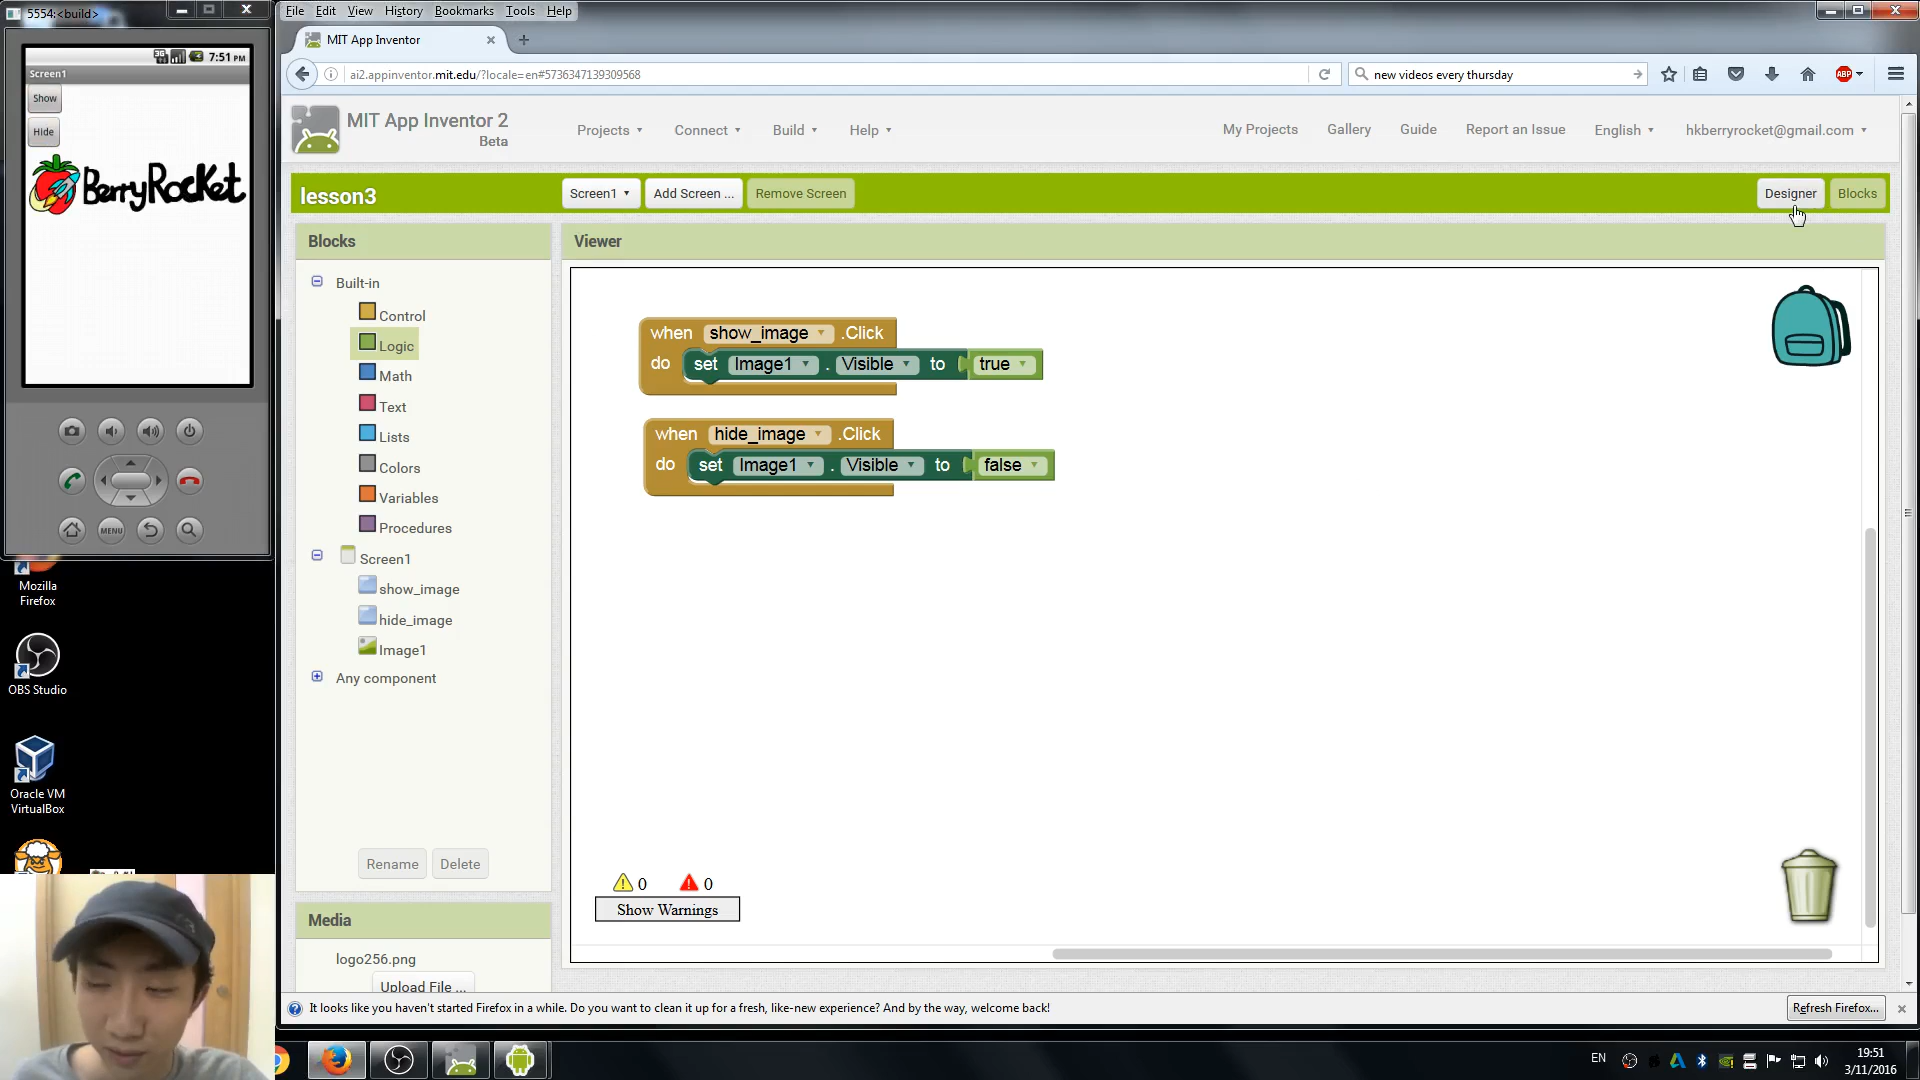 5554:<build>
3G 7:51 PM
Screen1
Show
Hide
BerryRocKet
MENU
Mozilla
Firefox
OBS Studio
Oracle VM
VirtualBox
File Edit View History Bookmarks Tools Help
MIT App Inventor
ai2.appinventor.mit.edu/?locale=en#5736347139309568
new videos every thursday
ABP
MIT App Inventor 2
Beta
Projects Connect Build Help
My Projects Gallery Guide Report an Issue English hkberryrocket@gmail.com
lesson3
Screen1 Add Screen ... Remove Screen
Designer Blocks
Blocks
Built-in
Control
Logic
Math
Text
Lists
Colors
Variables
Procedures
Screen1
show_image
hide_image
Image1
Any component
Rename Delete
Media
logo256.png
Upload File ...
Viewer
when show_image .Click
do set Image1 . Visible to true
when hide_image .Click
do set Image1 . Visible to false
0 0
Show Warnings
It looks like you haven't started Firefox in a while. Do you want to clean it up for a fresh, like-new experience? And by the way, welcome back!
Refresh Firefox...
EN
19:51
3/11/2016